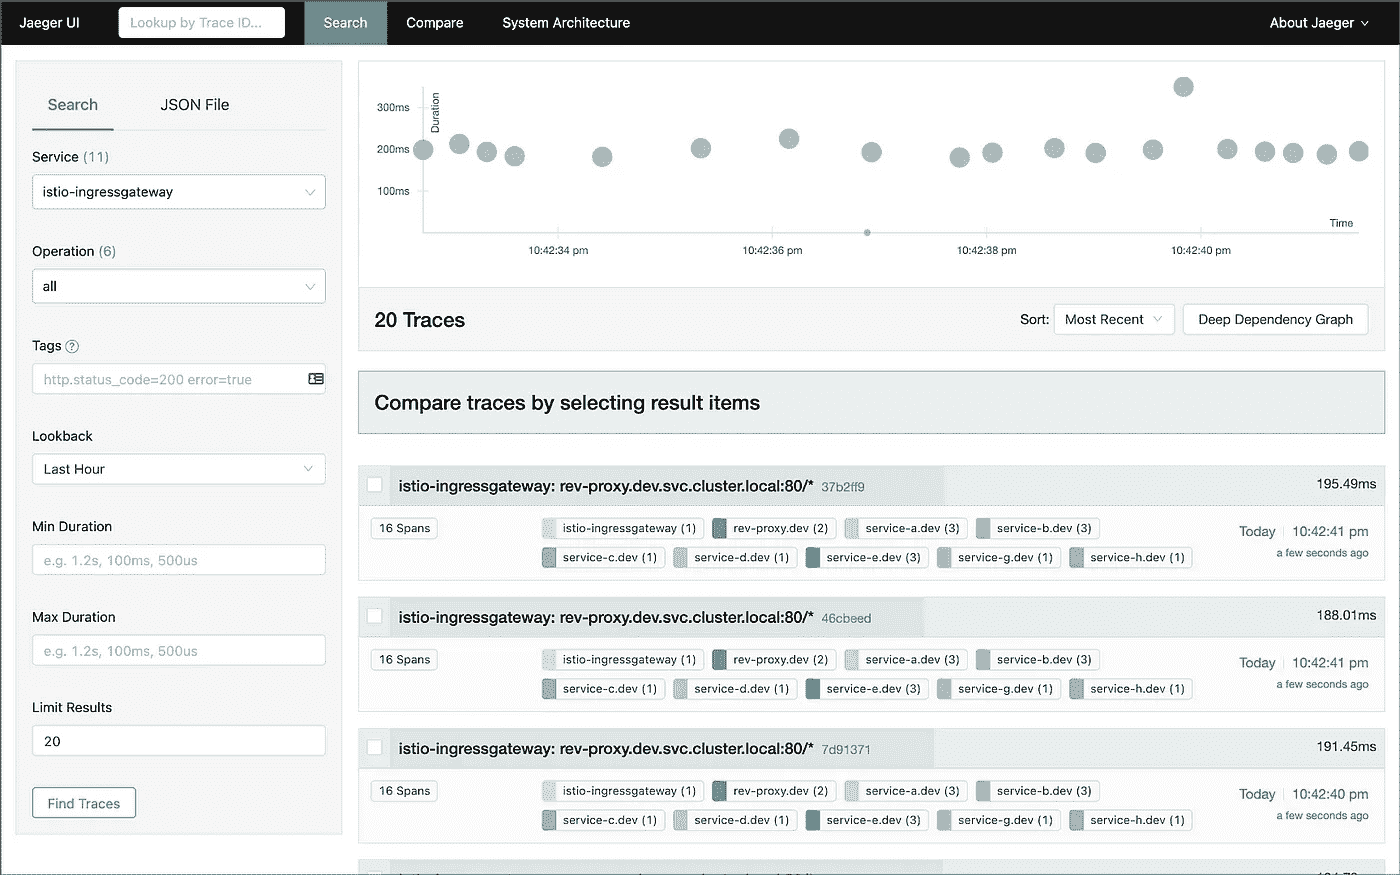 Jaeger UI
Lookup by Trace ID...
Search
Compare
System Architecture
About Jaeger
Search
JSON File
Service (11)
istio-ingressgateway
Operation (6)
all
Tags
http.status_code=200 error=true
Lookback
Last Hour
Min Duration
e.g. 1.2s, 100ms, 500us
Max Duration
e.g. 1.2s, 100ms, 500us
Limit Results
20
Find Traces
Duration
300ms
200ms
100ms
Time
10:42:34 pm
10:42:36 pm
10:42:38 pm
10:42:40 pm
20 Traces
Sort:
Most Recent
Deep Dependency Graph
Compare traces by selecting result items
istio-ingressgateway: rev-proxy.dev.svc.cluster.local:80/* 37b2ff9
195.49ms
16 Spans
istio-ingressgateway (1)
rev-proxy.dev (2)
service-a.dev (3)
service-b.dev (3)
service-c.dev (1)
service-d.dev (1)
service-e.dev (3)
service-g.dev (1)
service-h.dev (1)
Today
10:42:41 pm
a few seconds ago
istio-ingressgateway: rev-proxy.dev.svc.cluster.local:80/* 46cbeed
188.01ms
16 Spans
istio-ingressgateway (1)
rev-proxy.dev (2)
service-a.dev (3)
service-b.dev (3)
service-c.dev (1)
service-d.dev (1)
service-e.dev (3)
service-g.dev (1)
service-h.dev (1)
Today
10:42:41 pm
a few seconds ago
istio-ingressgateway: rev-proxy.dev.svc.cluster.local:80/* 7d91371
191.45ms
16 Spans
istio-ingressgateway (1)
rev-proxy.dev (2)
service-a.dev (3)
service-b.dev (3)
service-c.dev (1)
service-d.dev (1)
service-e.dev (3)
service-g.dev (1)
service-h.dev (1)
Today
10:42:40 pm
a few seconds ago